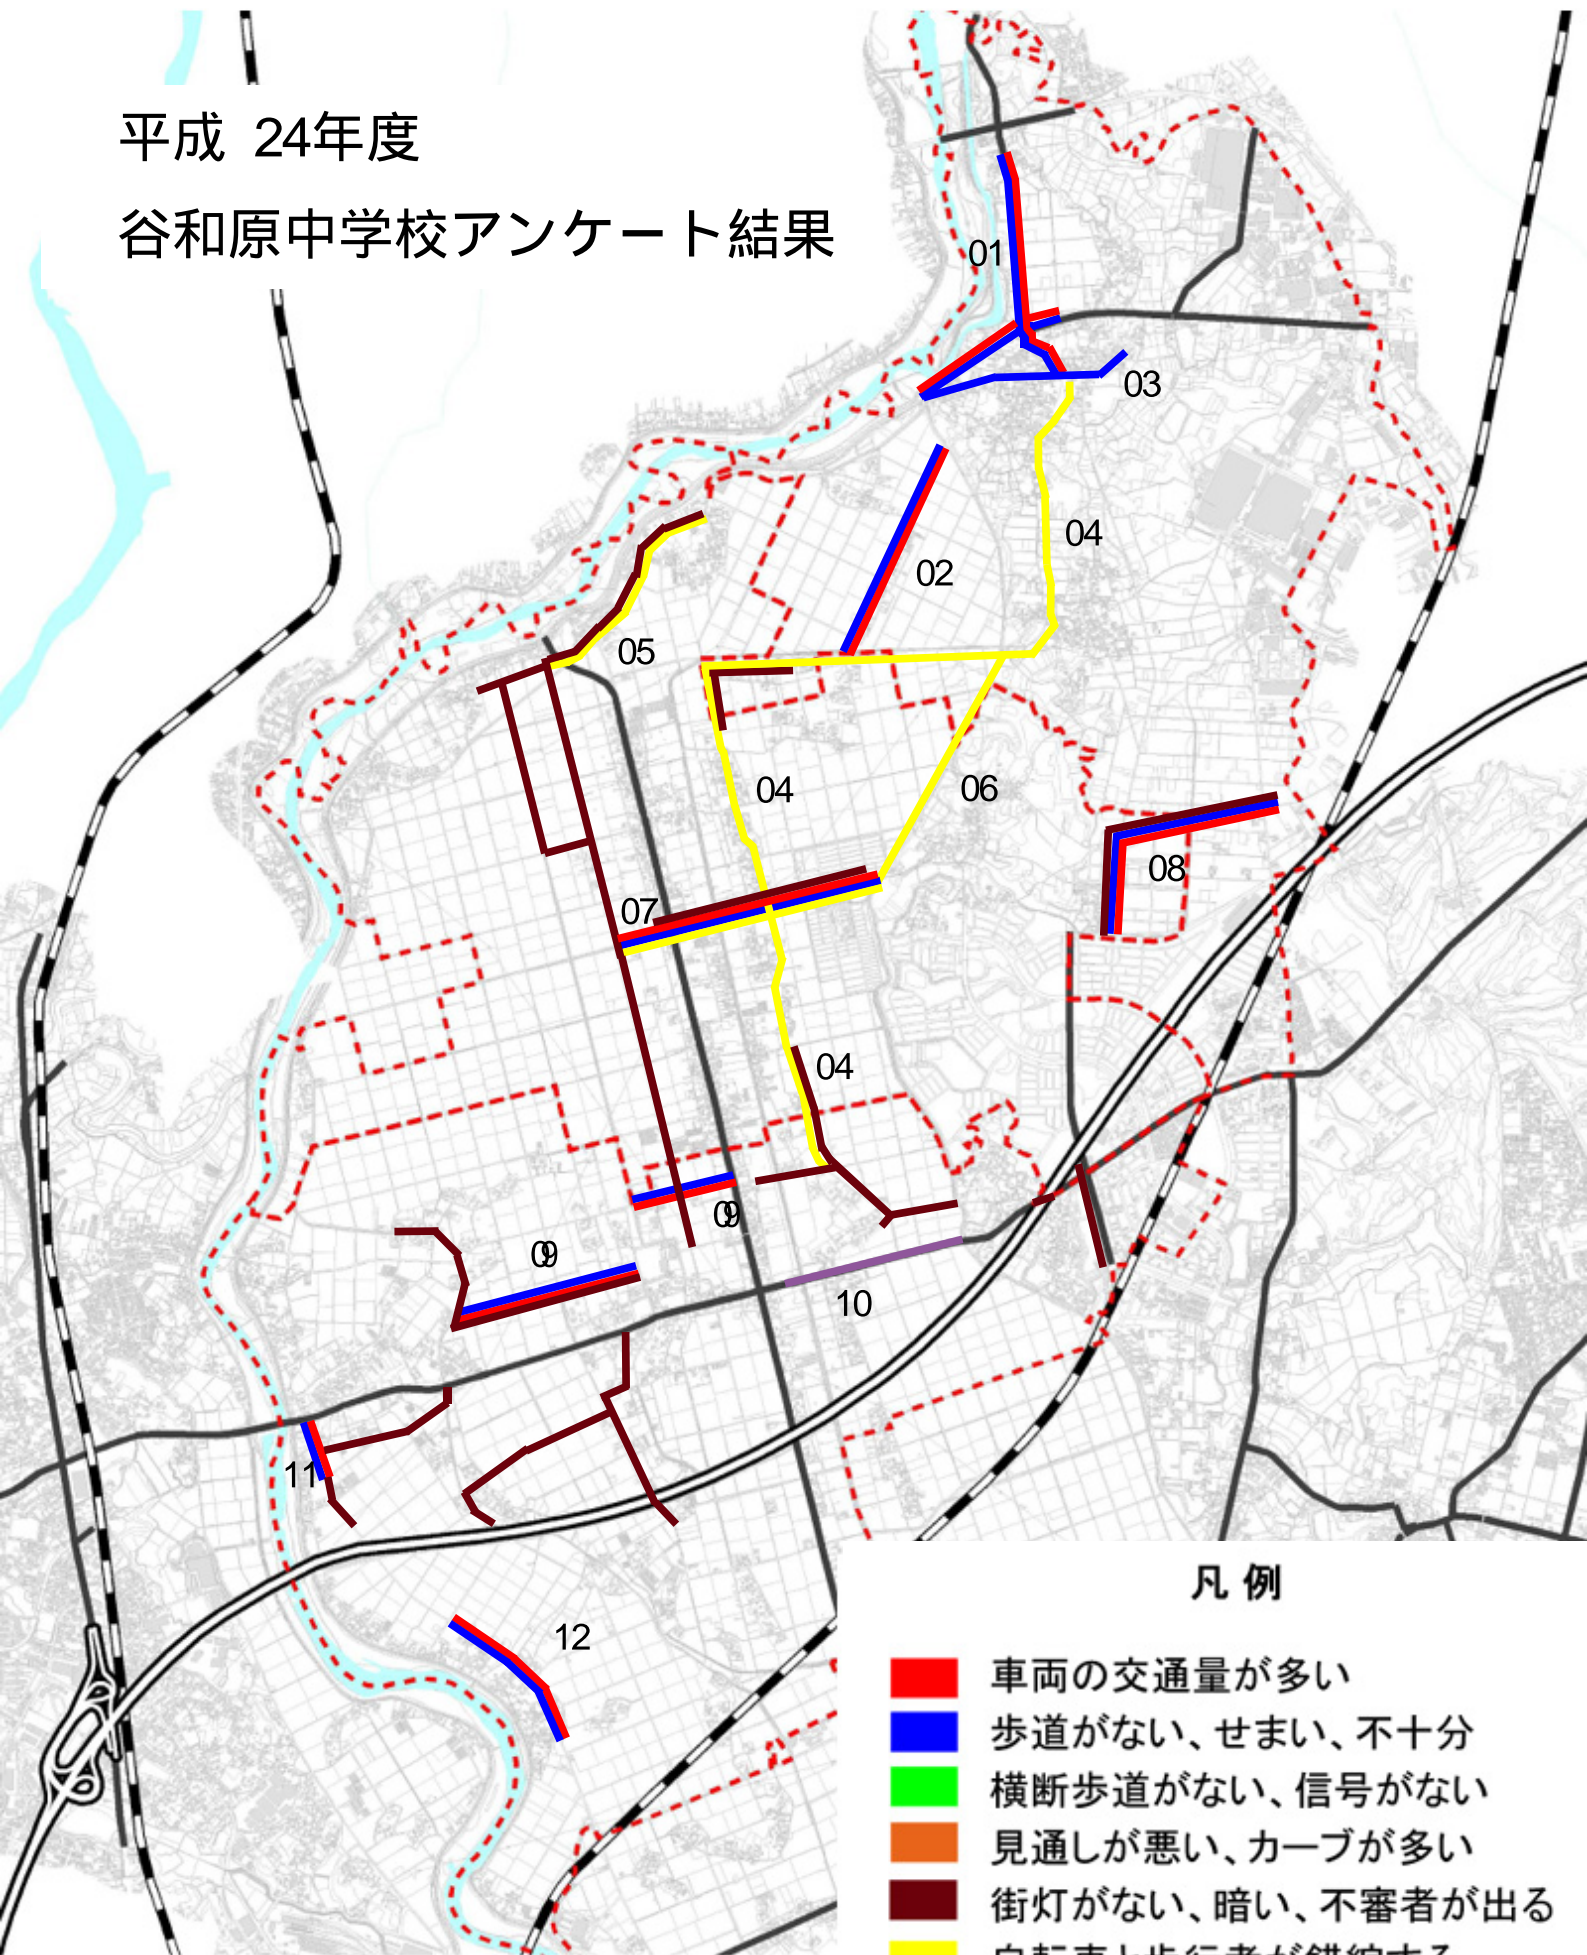 平成 24年度
谷和原中学校アンケート結果
01
03
04
02
05
04
06
08
07
04
09
09
10
11
12
凡 例
車両の交通量が多い
歩道がない、せまい、不十分
横断歩道がない、信号がない
見通しが悪い、カーブが多い
街灯がない、暗い、不審者が出る